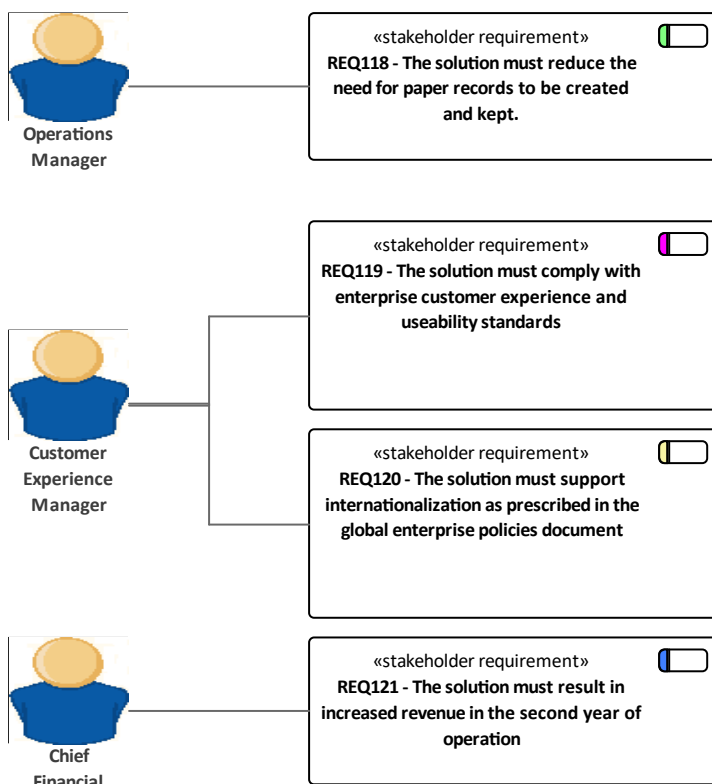 «stakeholder requirement»
REQ118 - The solution must reduce the
need for paper records to be created
and kept.
Operations
Manager
«stakeholder requirement»
REQ119 - The solution must comply with
enterprise customer experience and
useability standards
Customer
Experience
Manager
«stakeholder requirement»
REQ120 - The solution must support
internationalization as prescribed in the
global enterprise policies document
«stakeholder requirement»
REQ121 - The solution must result in
increased revenue in the second year of
operation
Chief
Financial